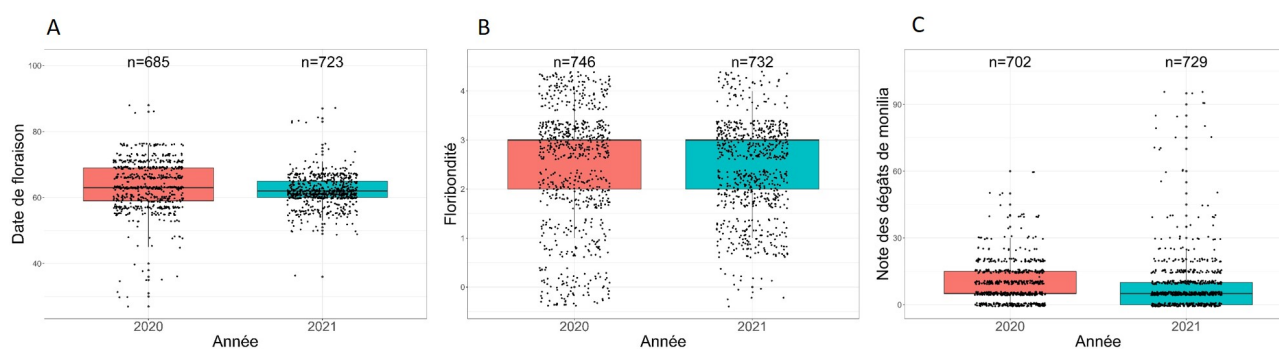 A
n=685 n=723
Date de floraison
100
80
60
40
2020 2021
Année
B
n=746 n=732
Floribondité
4
3
2
1
0
2020 2021
Année
C
n=702 n=729
Note des dégâts de monilia
90
60
30
0
2020 2021
Année